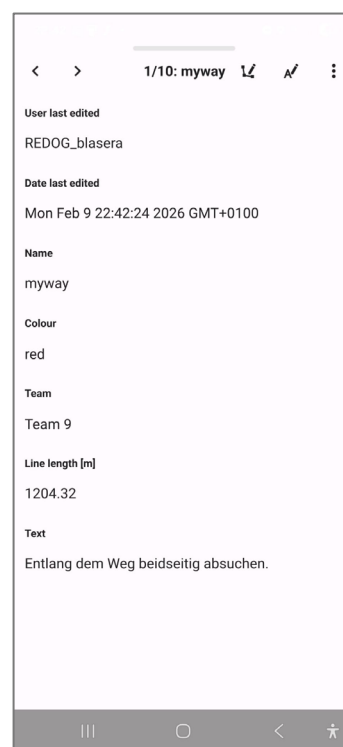 1/10: myway
User last edited
REDOG_blasera
Date last edited
Mon Feb 9 22:42:24 2026 GMT+0100
Name
myway
Colour
red
Team
Team 9
Line length [m]
1204.32
Text
Entlang dem Weg beidseitig absuchen.